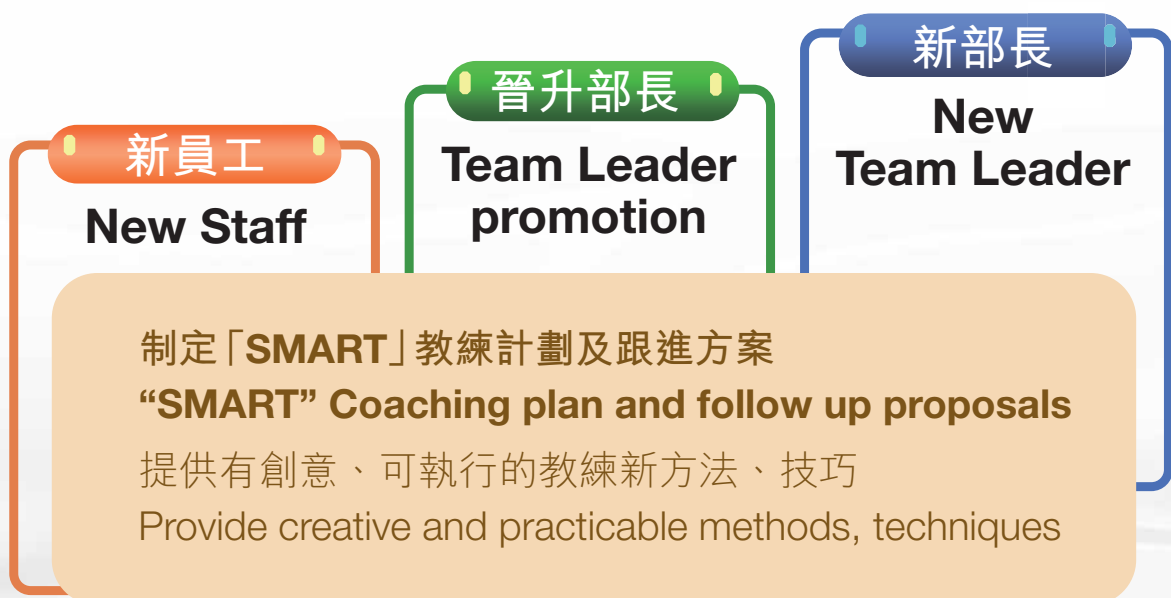 新員工
New Staff
晉升部長
Team Leader
promotion
新部長
New
Team Leader
制定「SMART」教練計劃及跟進方案
“SMART” Coaching plan and follow up proposals
提供有創意、可執行的教練新方法、技巧
Provide creative and practicable methods, techniques